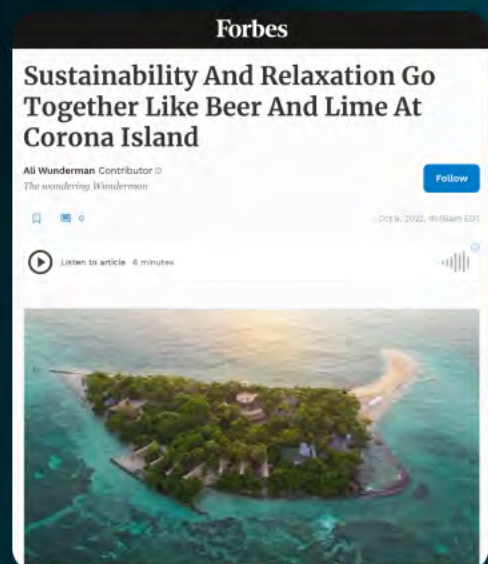 Forbes
Sustainability And Relaxation Go
Together Like Beer And Lime At
Corona Island
Ali Wunderman Contributor
The wandering Wunderman
Follow
0
Oct 6, 2022,
Listen to article 6 minutes